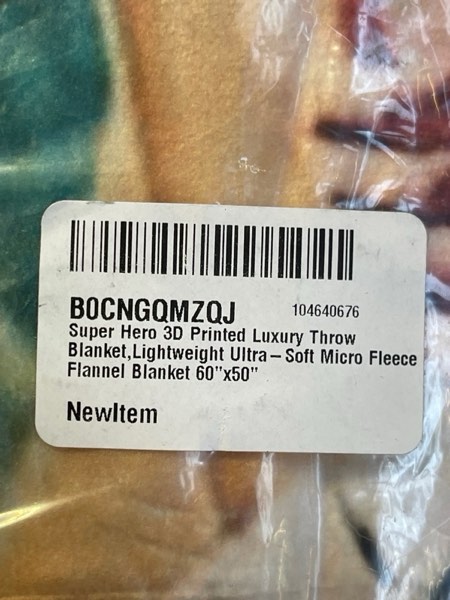 B0CNGQMZQJ 104640676
Super Hero 3D Printed Luxury Throw
Blanket,Lightweight Ultra-Soft Micro Fleece
Flannel Blanket 60"x50"
NewItem